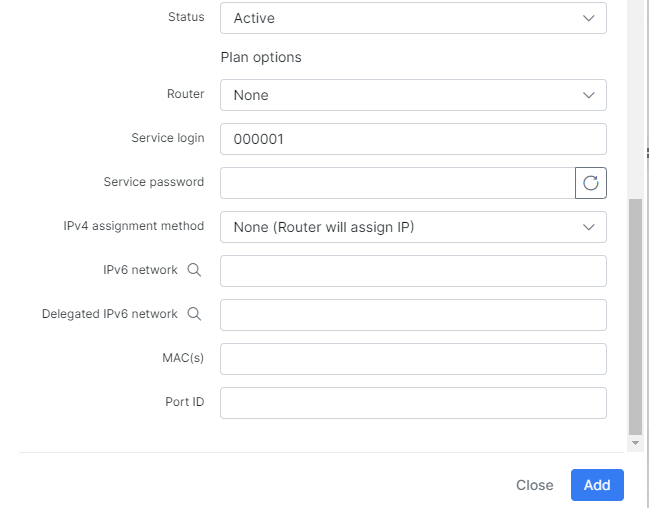 Status Active
Plan options
Router None
Service login 000001
Service password
IPv4 assignment method None (Router will assign IP)
IPv6 network
Delegated IPv6 network
MAC(s)
Port ID
Close Add